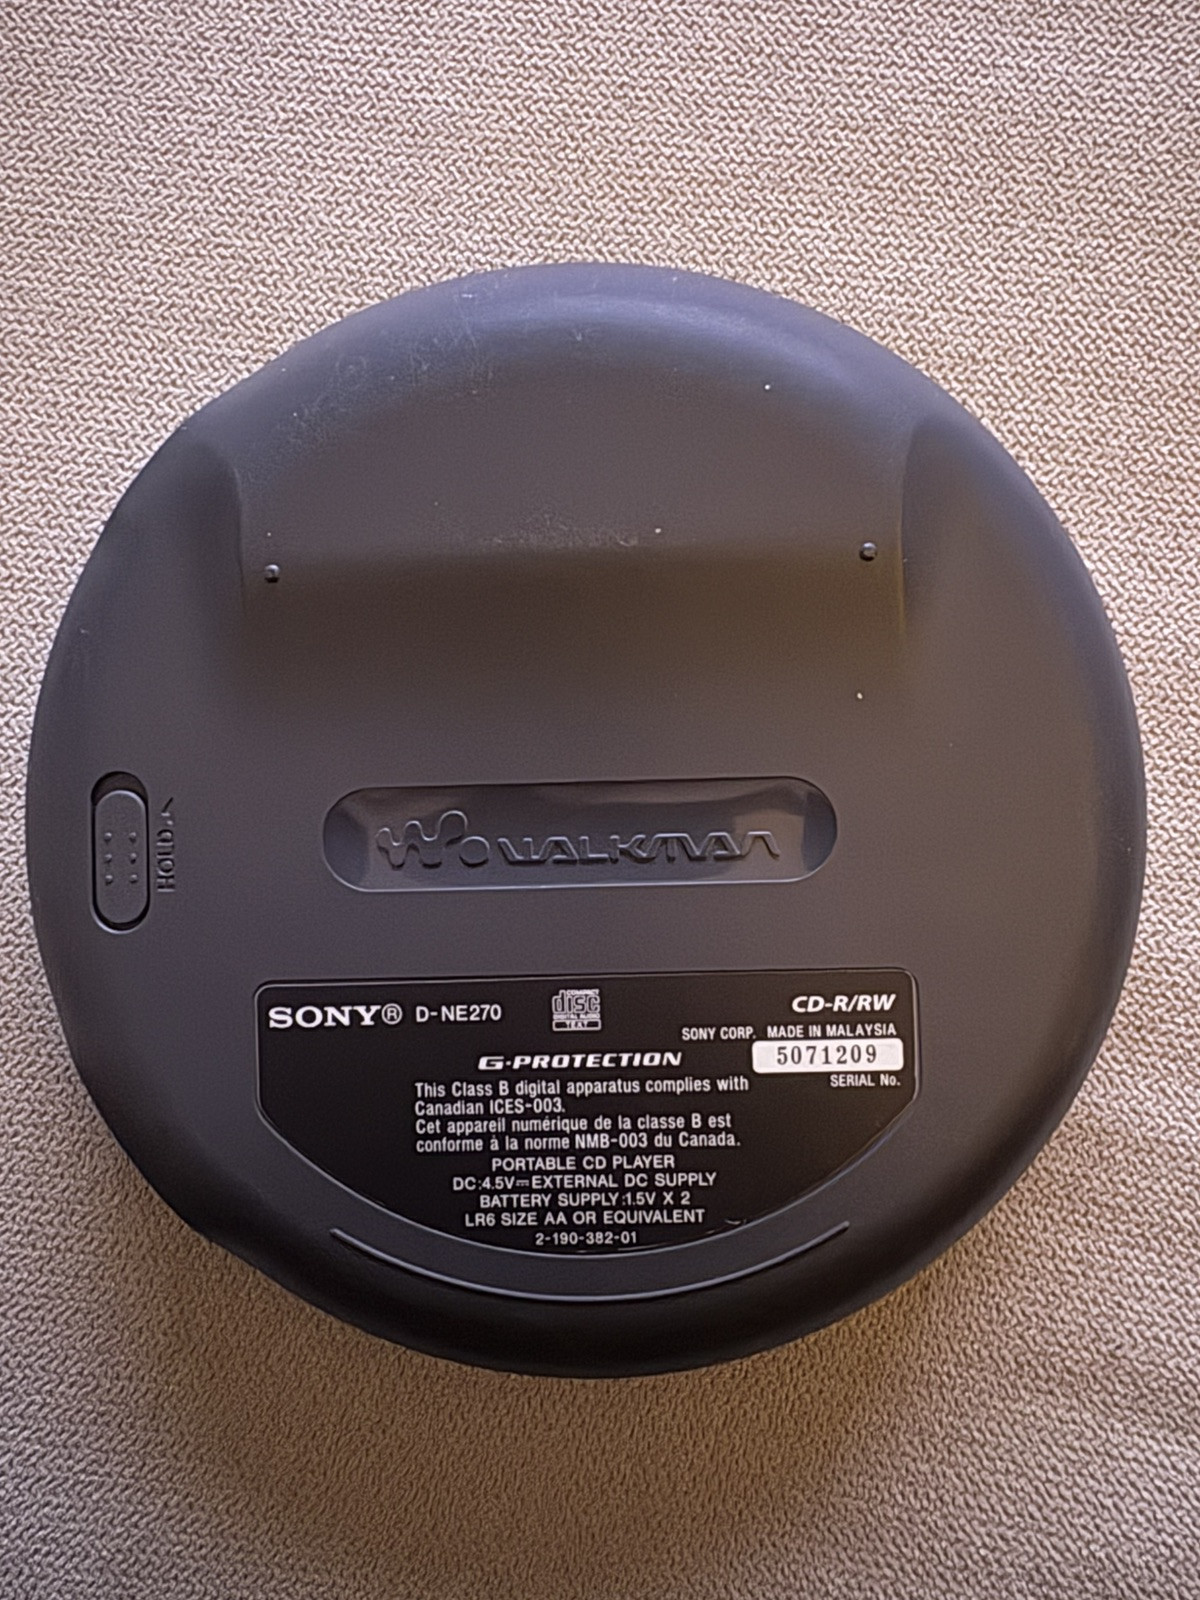 HOLD
WALKMAN
SONY® D-NE270
COMPACT
disc
DIGITAL AUDIO
TEXT
CD-R/RW
SONY CORP. MADE IN MALAYSIA
5071209
SERIAL No.
G-PROTECTION
This Class B digital apparatus complies with
Canadian ICES-003.
Cet appareil numérique de la classe B est
conforme à la norme NMB-003 du Canada.
PORTABLE CD PLAYER
DC:4.5V⎓EXTERNAL DC SUPPLY
BATTERY SUPPLY:1.5V X 2
LR6 SIZE AA OR EQUIVALENT
2-190-382-01